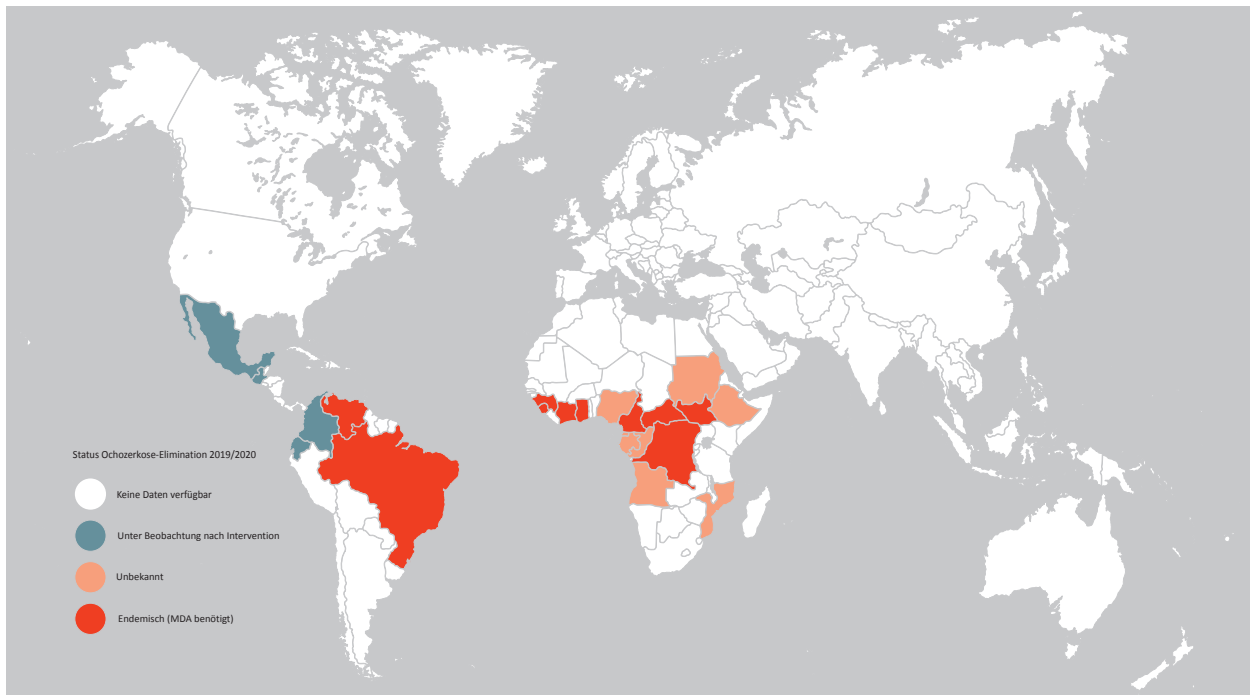 Status Ochozerkose-Elimination 2019/2020
Keine Daten verfügbar
Unter Beobachtung nach Intervention
Unbekannt
Endemisch (MDA benötigt)